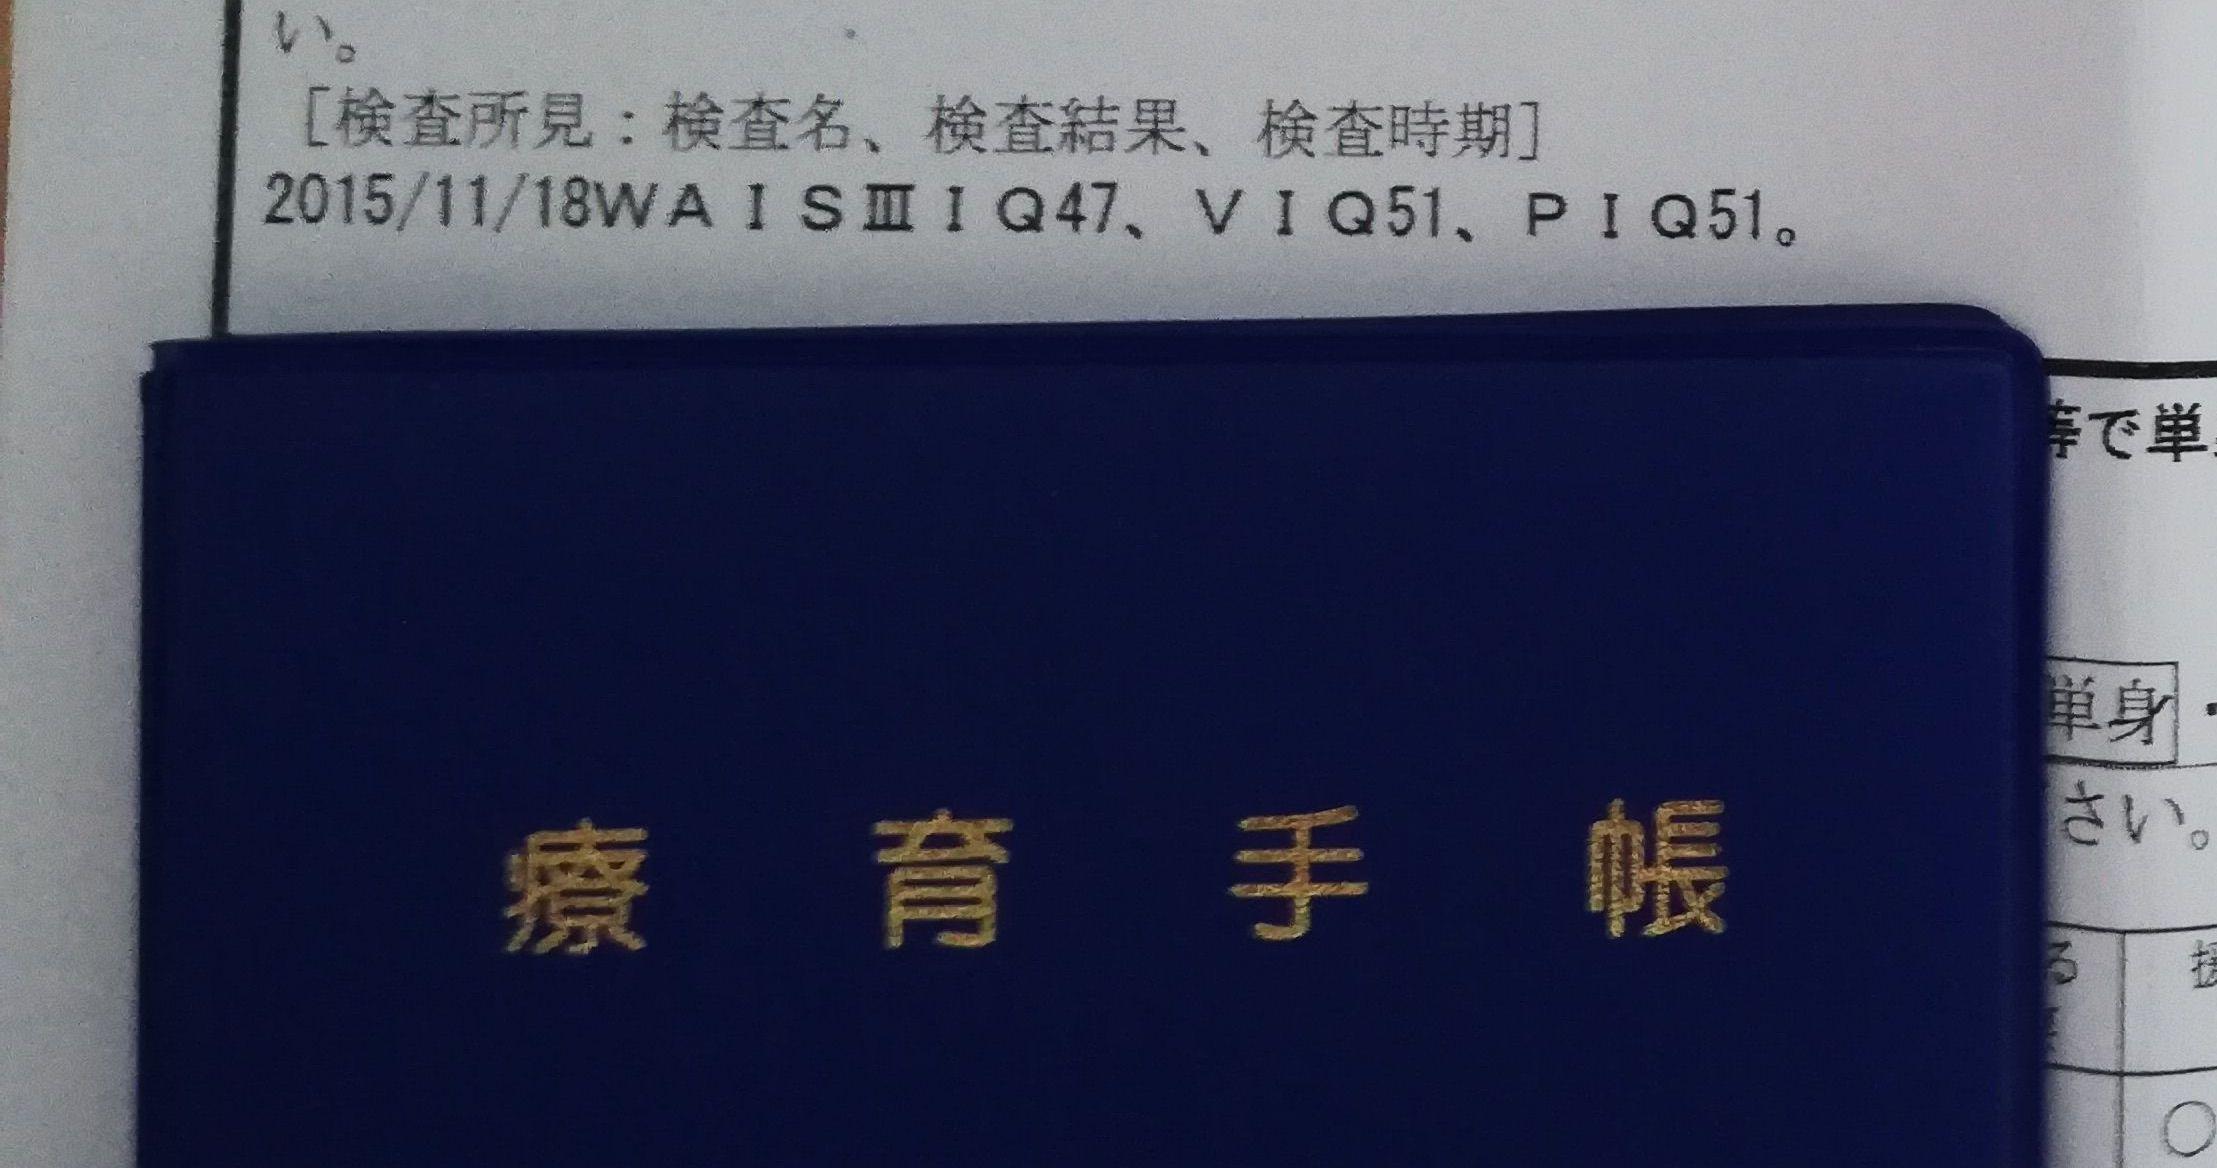 い。
［検査所見：検査名、検査結果、検査時期］
2015/11/18ＷＡＩＳⅢＩＱ47、ＶＩＱ51、ＰＩＱ51。
等で単
単身・
さい。
療育手帳
る